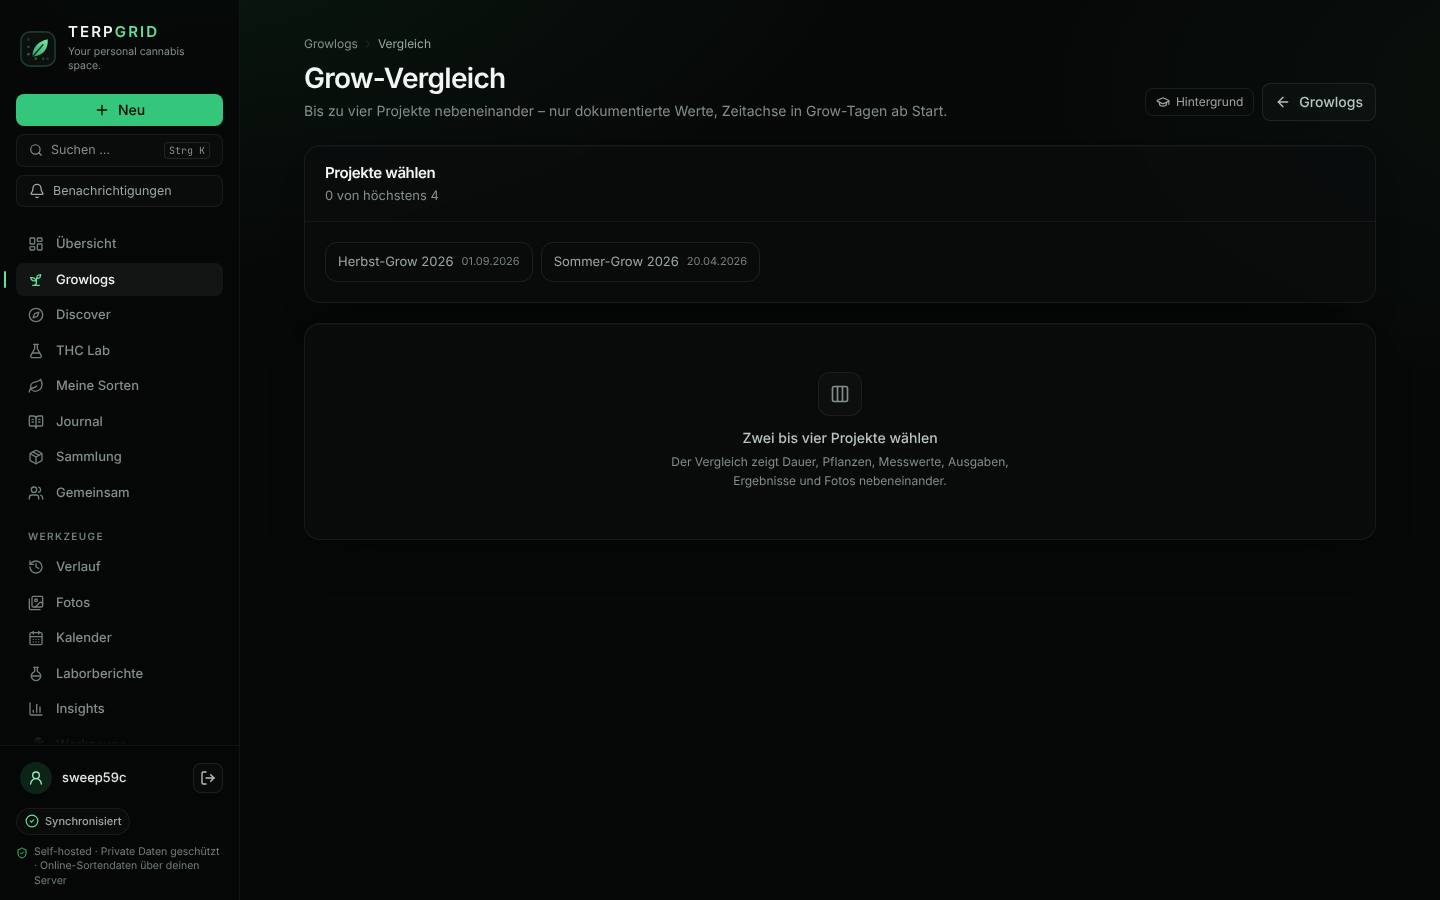 TERPGRID
Your personal cannabis
space.
Neu
Suchen ...
Strg K
Benachrichtigungen
Übersicht
Growlogs
Discover
THC Lab
Meine Sorten
Journal
Sammlung
Gemeinsam
WERKZEUGE
Verlauf
Fotos
Kalender
Laborberichte
Insights
Werkzeuge
sweep59c
Synchronisiert
Self-hosted · Private Daten geschützt
· Online-Sortendaten über deinen
Server
Growlogs
Vergleich
Grow-Vergleich
Bis zu vier Projekte nebeneinander – nur dokumentierte Werte, Zeitachse in Grow-Tagen ab Start.
Hintergrund
Growlogs
Projekte wählen
0 von höchstens 4
Herbst-Grow 2026 01.09.2026
Sommer-Grow 2026 20.04.2026
Zwei bis vier Projekte wählen
Der Vergleich zeigt Dauer, Pflanzen, Messwerte, Ausgaben,
Ergebnisse und Fotos nebeneinander.